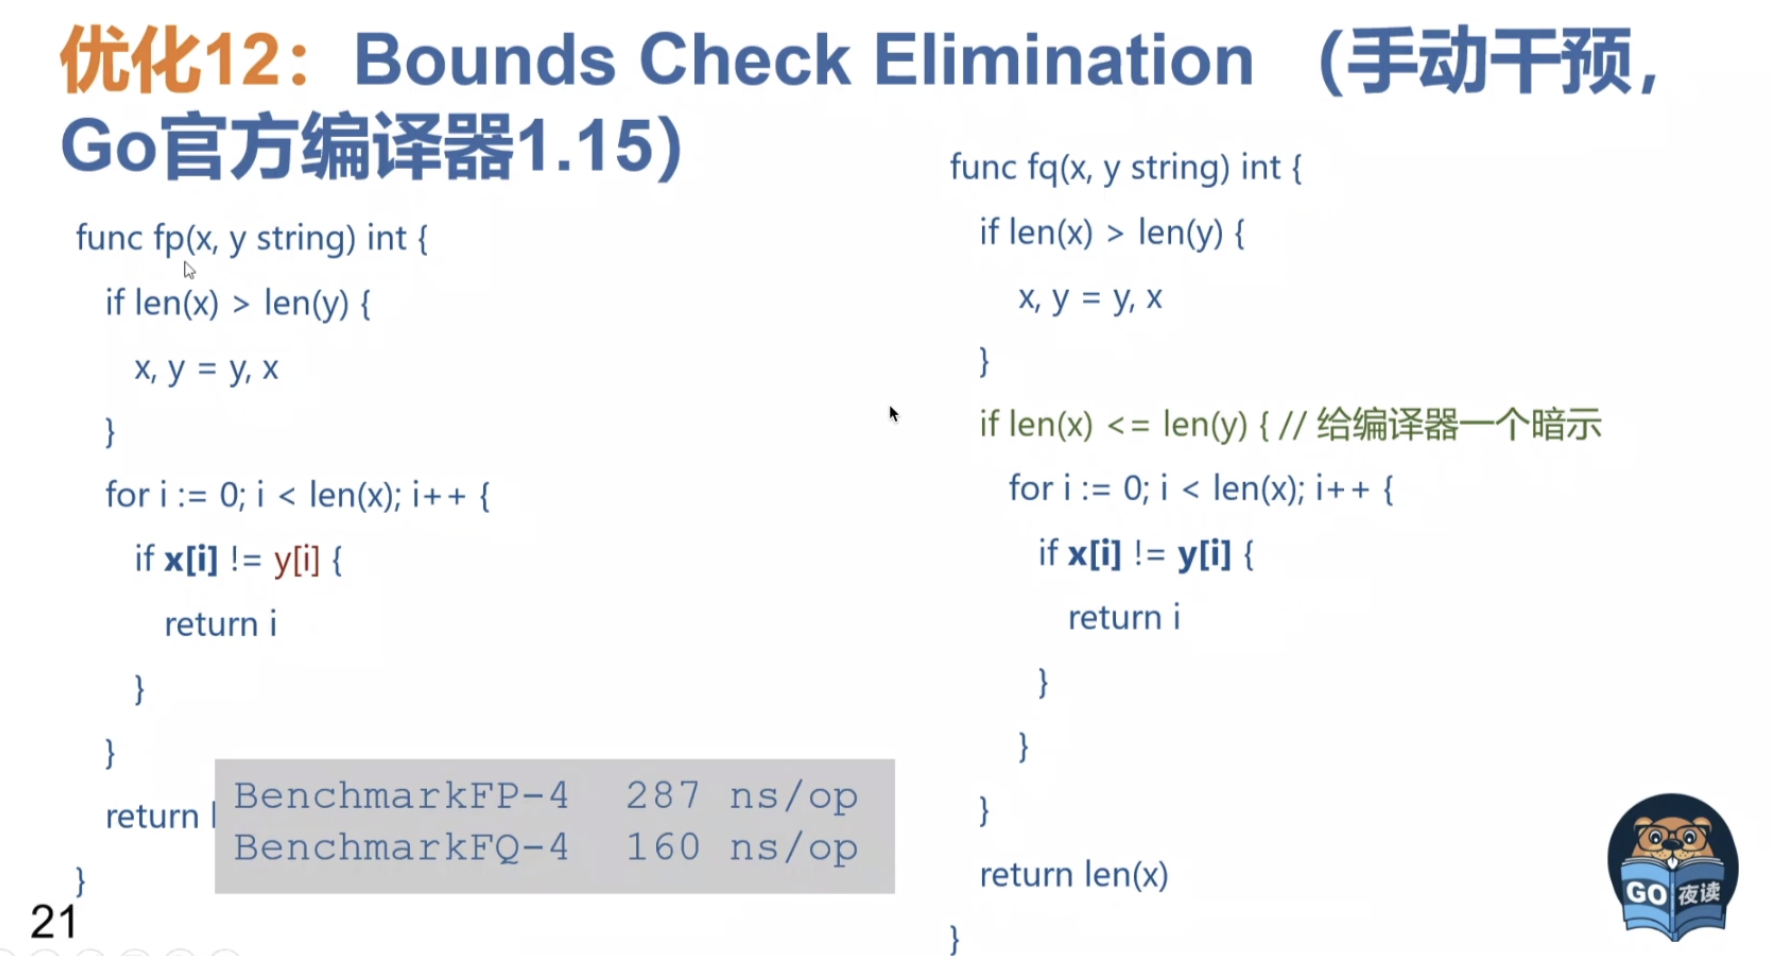 优化12：Bounds Check Elimination （手动干预，
Go官方编译器1.15）
func fp(x, y string) int {
if len(x) > len(y) {
x, y = y, x
}
for i := 0; i < len(x); i++ {
if x[i] != y[i] {
return i
}
}
return
}
BenchmarkFP-4 287 ns/op
BenchmarkFQ-4 160 ns/op
21
func fq(x, y string) int {
if len(x) > len(y) {
x, y = y, x
}
if len(x) <= len(y) { // 给编译器一个暗示
for i := 0; i < len(x); i++ {
if x[i] != y[i] {
return i
}
}
}
return len(x)
}
GO 夜读